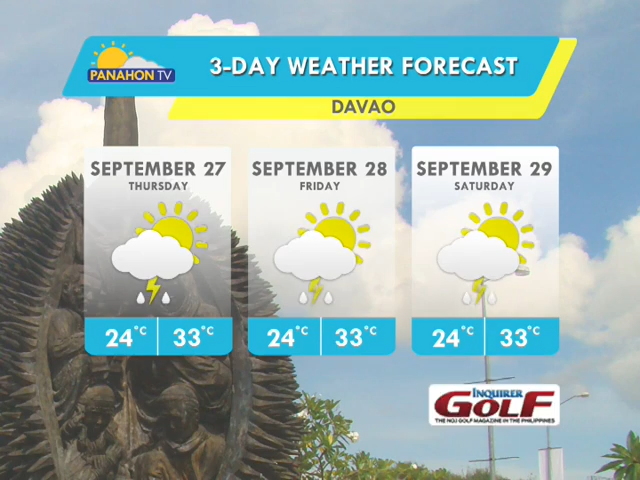 PANAHON TV
3-DAY WEATHER FORECAST
DAVAO
SEPTEMBER 27
THURSDAY
24°C 33°C
SEPTEMBER 28
FRIDAY
24°C 33°C
SEPTEMBER 29
SATURDAY
24°C 33°C
INQUIRER
GOLF
THE NO.1 GOLF MAGAZINE IN THE PHILIPPINES